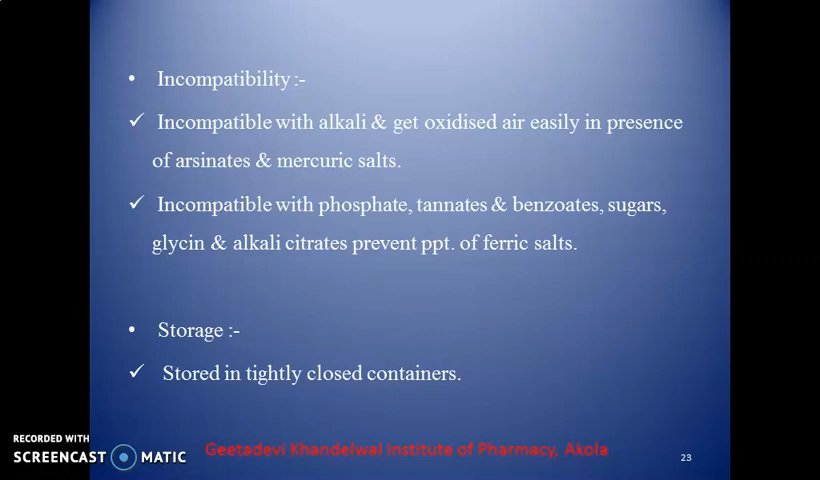 • Incompatibility :-
✓ Incompatible with alkali & get oxidised air easily in presence
of arsinates & mercuric salts.
✓ Incompatible with phosphate, tannates & benzoates, sugars,
glycin & alkali citrates prevent ppt. of ferric salts.
• Storage :-
✓ Stored in tightly closed containers.
RECORDED WITH
SCREENCAST MATIC
Geetadevi Khandelwal Institute of Pharmacy, Akola
23